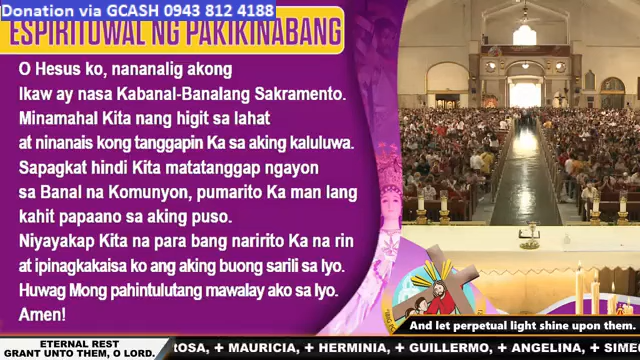 Donation via GCASH 0943 812 4188
ESPIRITUWAL NG PAKIKINABANG
O Hesus ko, nananalig akong
Ikaw ay nasa Kabanal-Banalang Sakramento.
Minamahal Kita nang higit sa lahat
at ninanais kong tanggapin Ka sa aking kaluluwa.
Sapagkat hindi Kita matatanggap ngayon
sa Banal na Komunyon, pumarito Ka man lang
kahit papaano sa aking puso.
Niyayakap Kita na para bang naririto Ka na rin
at ipinagkakaisa ko ang aking buong sarili sa Iyo.
Huwag Mong pahintulutang mawalay ako sa Iyo.
Amen!
And let perpetual light shine upon them.
ETERNAL REST
GRANT UNTO THEM, O LORD.
ROSA, + MAURICIA, + HERMINIA, + GUILLERMO, + ANGELINA, + SIME